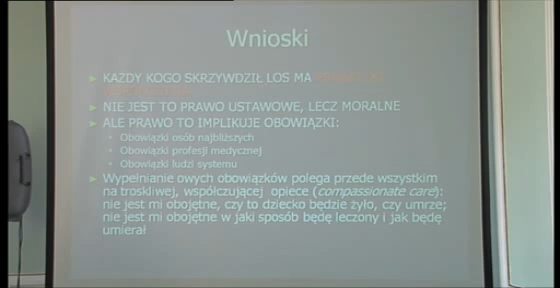 Wnioski
► KAŻDY KOGO SKRZYWDZIŁ LOS MA
► NIE JEST TO PRAWO USTAWOWE, LECZ MORALNE
► ALE PRAWO TO IMPLIKUJE OBOWIĄZKI:
• Obowiązki osób najbliższych
• Obowiązki profesji medycznej
• Obowiązki ludzi systemu
► Wypełnianie owych obowiązków polega przede wszystkim
na troskliwej, współczującej opiece (compassionate care):
nie jest mi obojętne, czy to dziecko będzie żyło, czy umrze;
nie jest mi obojętne w jaki sposób będę leczony i jak będę
umierał